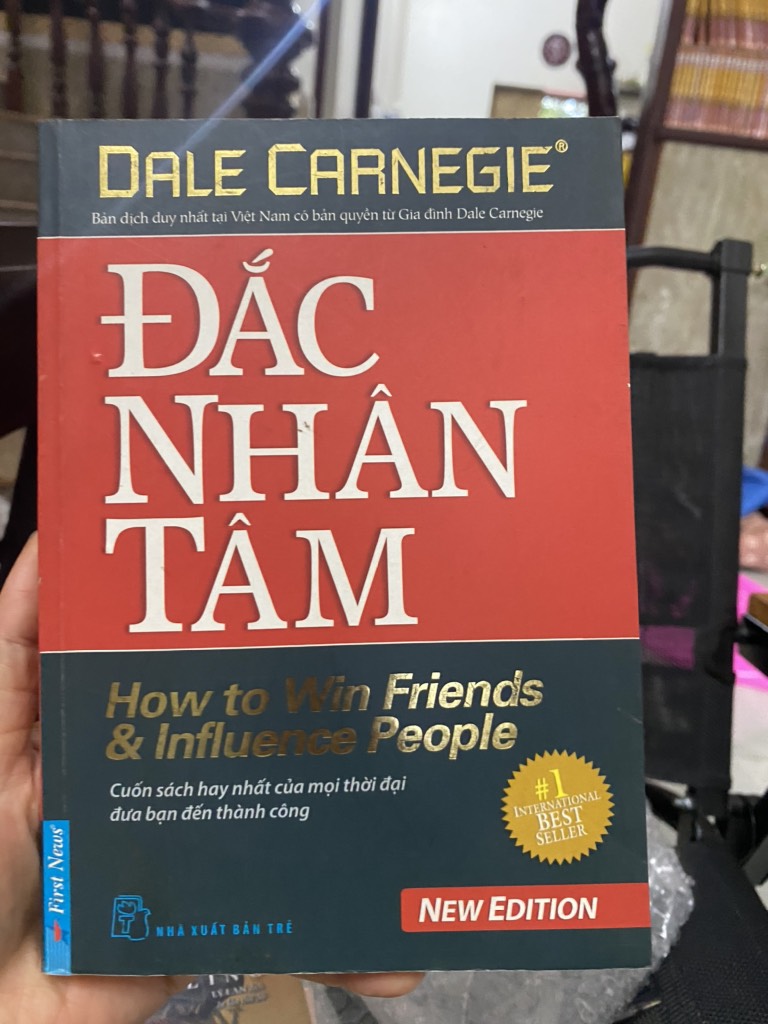 DALE CARNEGIE®
Bản dịch duy nhất tại Việt Nam có bản quyền từ Gia đình Dale Carnegie
ĐẮC
NHÂN
TÂM
How to Win Friends
& Influence People
Cuốn sách hay nhất của mọi thời đại
đưa bạn đến thành công
#1
INTERNATIONAL
BEST
SELLER
NEW EDITION
First News®
NHÀ XUẤT BẢN TRẺ